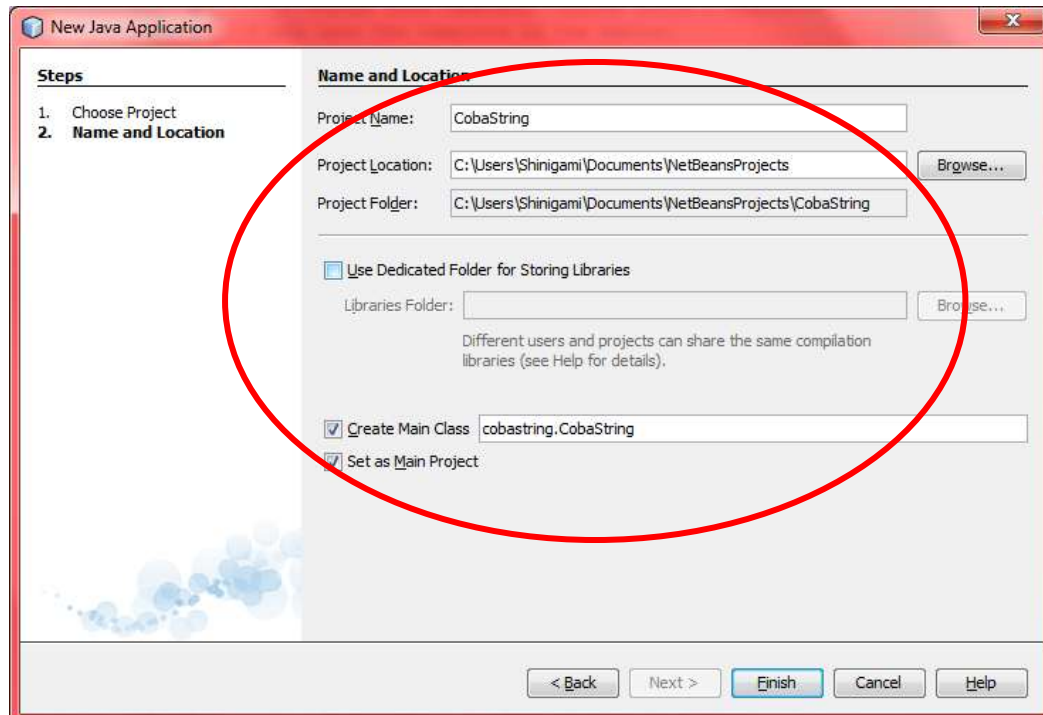 New Java Application
Steps
1. Choose Project
2. Name and Location
Name and Location
Project Name: CobaString
Project Location: C:\Users\Shinigami\Documents\NetBeansProjects Browse...
Project Folder: C:\Users\Shinigami\Documents\NetBeansProjects\CobaString
Use Dedicated Folder for Storing Libraries
Libraries Folder: Browse...
Different users and projects can share the same compilation
libraries (see Help for details).
Create Main Class cobastring.CobaString
Set as Main Project
< Back Next > Finish Cancel Help